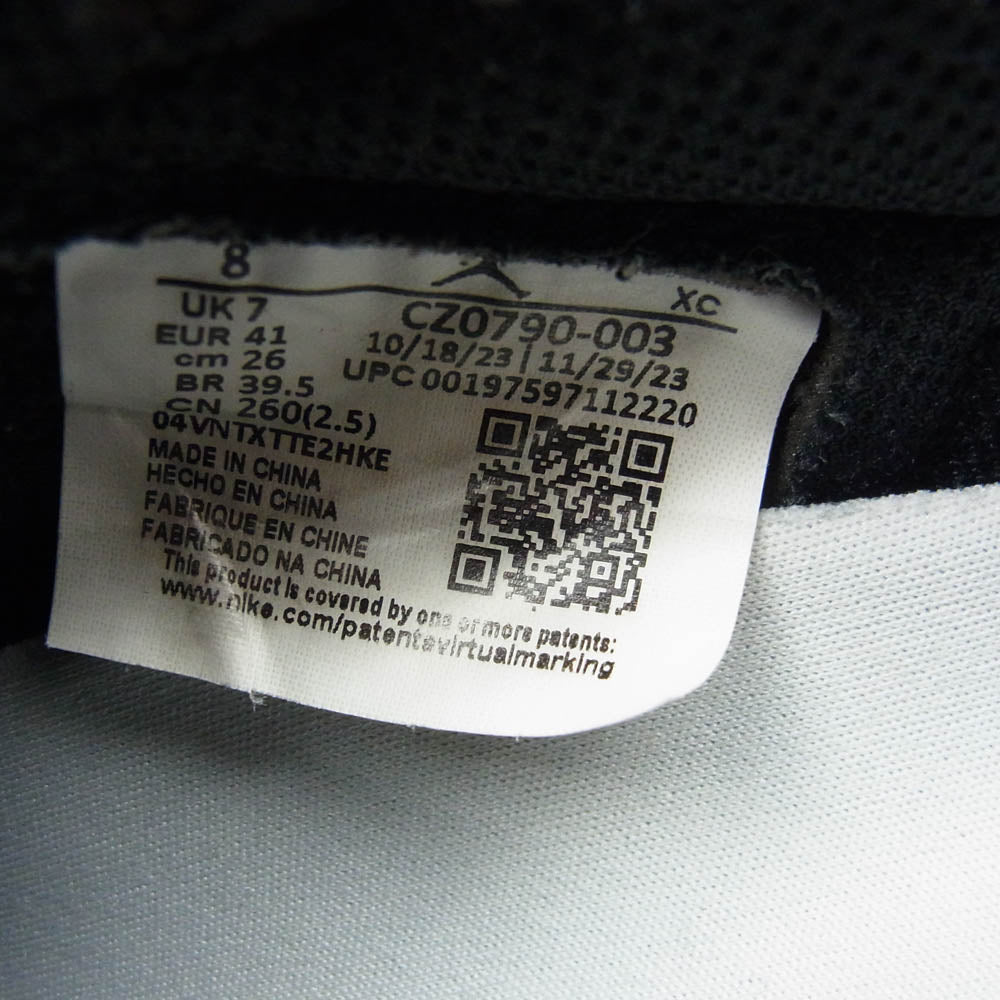 8
XC
UK 7
EUR 41
cm 26
BR 39.5
CN 260(2.5)
04VNTXTTE2HKE
CZ0790-003
10/18/23 | 11/29/23
UPC 00197597112220
MADE IN CHINA
HECHO EN CHINA
FABRIQUE EN CHINE
FABRICADO NA CHINA
This product is covered by one or more patents:
www.nike.com/patentsvirtualmarking